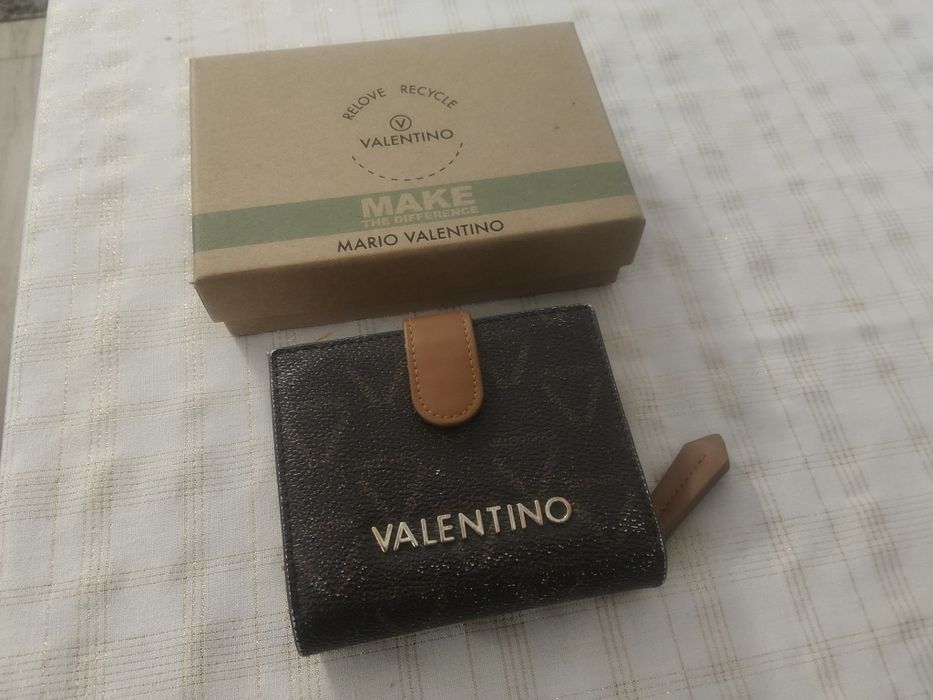 RELOVE RECYCLE
V
VALENTINO
MAKE
THE DIFFERENCE
MARIO VALENTINO
VALENTINO